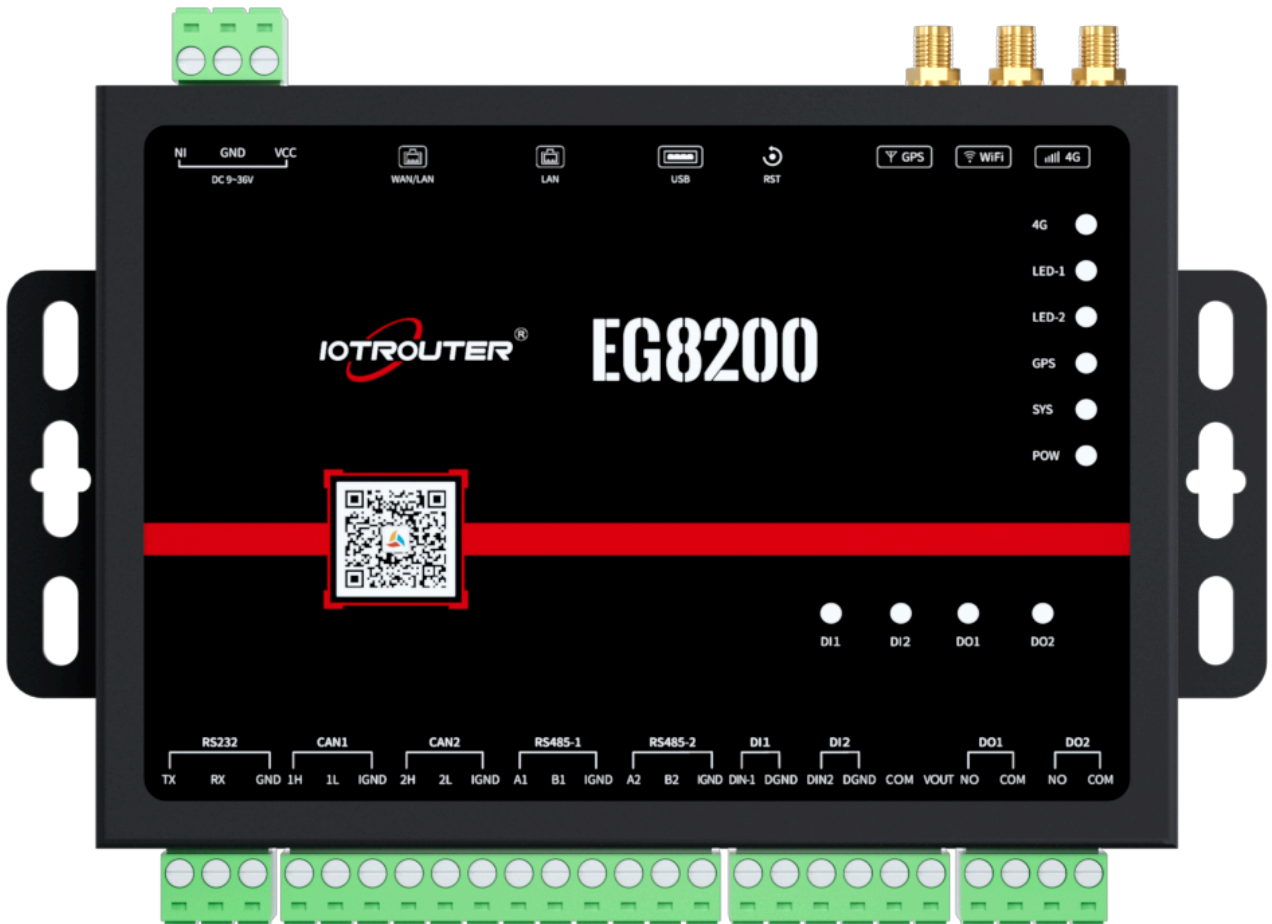 NI GND VCC
DC 9~36V
WAN/LAN
LAN
USB
RST
GPS
WiFi
4G
4G
LED-1
LED-2
GPS
SYS
POW
IOTROUTER®
EG8200
DI1 DI2 DO1 DO2
RS232 CAN1 CAN2 RS485-1 RS485-2 DI1 DI2 DO1 DO2
TX RX GND 1H 1L IGND 2H 2L IGND A1 B1 IGND A2 B2 IGND DIN-1 DGND DIN2 DGND COM VOUT NO COM NO COM